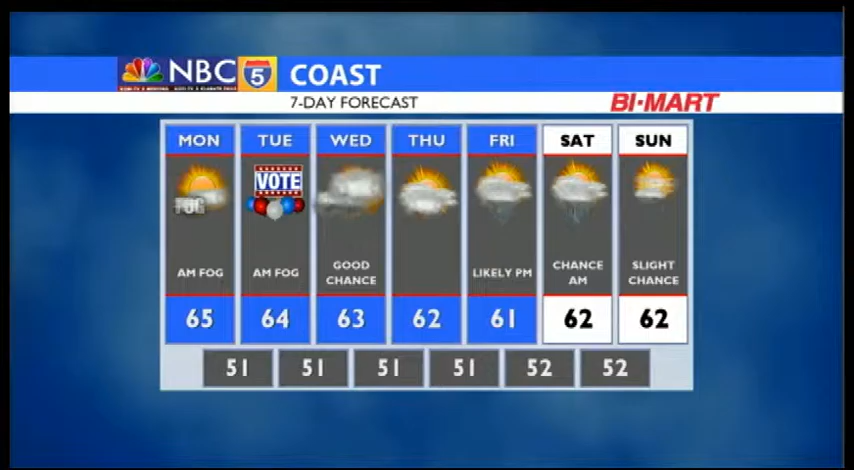 NBC 5 COAST
7-DAY FORECAST BI-MART
MON TUE WED THU FRI SAT SUN
VOTE
FOG
AM FOG AM FOG GOOD CHANCE LIKELY PM CHANCE AM SLIGHT CHANCE
65 64 63 62 61 62 62
51 51 51 51 52 52